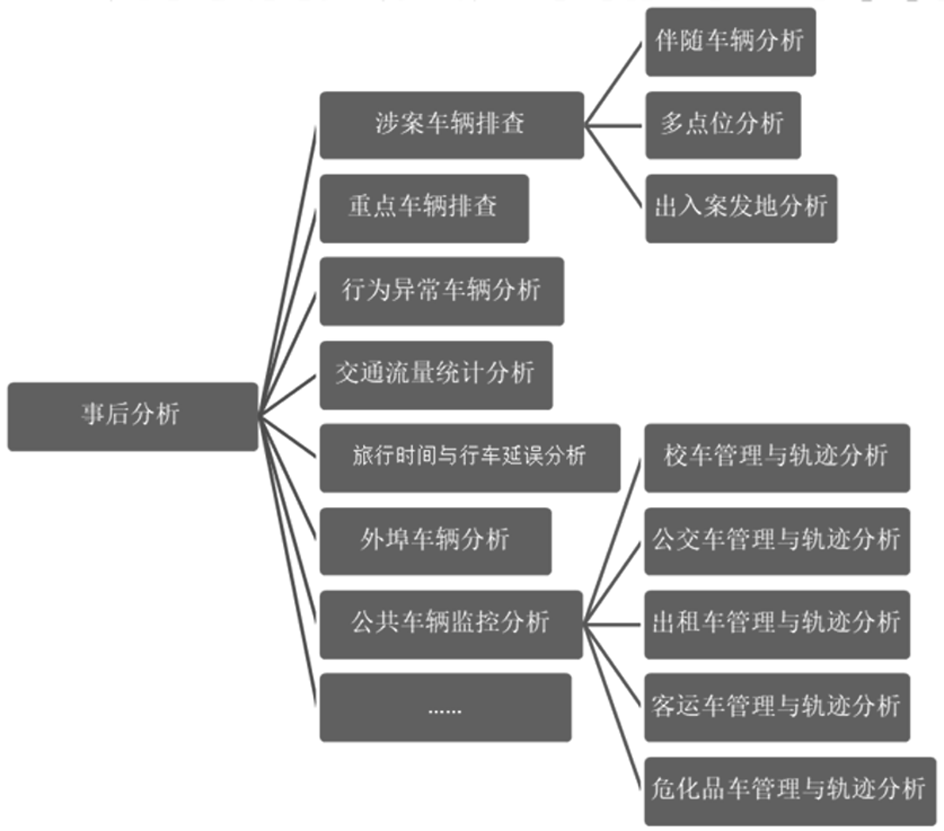 事后分析
涉案车辆排查
伴随车辆分析
多点位分析
出入案发地分析
重点车辆排查
行为异常车辆分析
交通流量统计分析
旅行时间与行车延误分析
外埠车辆分析
公共车辆监控分析
校车管理与轨迹分析
公交车管理与轨迹分析
出租车管理与轨迹分析
客运车管理与轨迹分析
危化品车管理与轨迹分析
……